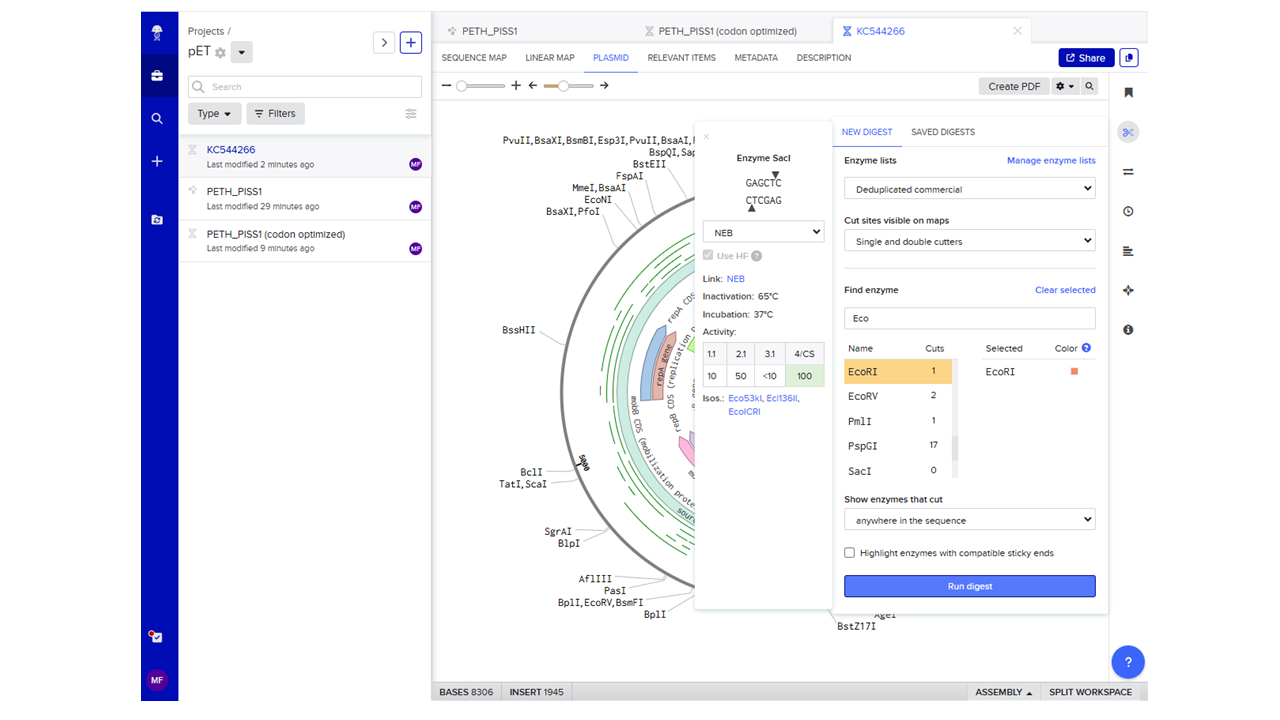 Projects /
pET
Search
Type
Filters
KC544266
Last modified 2 minutes ago
MF
PETH_PISS1
Last modified 29 minutes ago
MF
PETH_PISS1 (codon optimized)
Last modified 9 minutes ago
MF
MF
PETH_PISS1
PETH_PISS1 (codon optimized)
KC544266
SEQUENCE MAP
LINEAR MAP
PLASMID
RELEVANT ITEMS
METADATA
DESCRIPTION
Share
Create PDF
PvuII,BsaXI,BsmBI,Esp3I,PvuII,BsaAI,
BspQI,Sap
BstEII
FspAI
MmeI,BsaAI
EcoNI
BsaXI,PfoI
BssHII
BclI
TatI,ScaI
SgrAI
BlpI
AflIII
PasI
BplI,EcoRV,BsmFI
BplI
BstZ17I
AgeI
5000
repA CDS
repA gene
repB CDS (replication
mobB CDS (mobilization prote
sour
Enzyme SacI
GAGCTC
CTCGAG
NEB
Use HF ?
Link: NEB
Inactivation: 65°C
Incubation: 37°C
Activity:
1.1 2.1 3.1 4/CS
10 50 <10 100
Isos.: Eco53kI, Ecl136II,
EcoICRI
NEW DIGEST
SAVED DIGESTS
Enzyme lists
Manage enzyme lists
Deduplicated commercial
Cut sites visible on maps
Single and double cutters
Find enzyme
Clear selected
Eco
Name Cuts
EcoRI 1
EcoRV 2
PmlI 1
PspGI 17
SacI 0
Selected Color ?
EcoRI
Show enzymes that cut
anywhere in the sequence
Highlight enzymes with compatible sticky ends
Run digest
?
BASES 8306
INSERT 1945
ASSEMBLY
SPLIT WORKSPACE